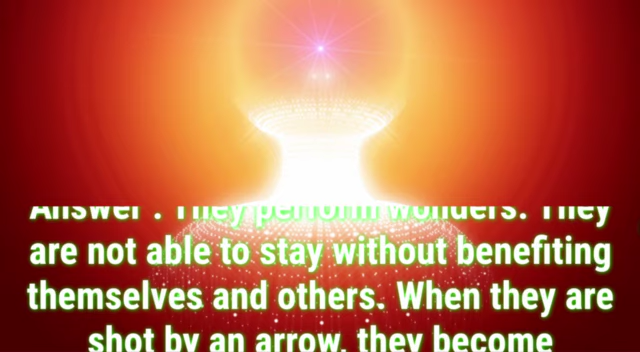 Answer : They perform wonders. They
are not able to stay without benefiting
themselves and others. When they are
shot by an arrow, they become